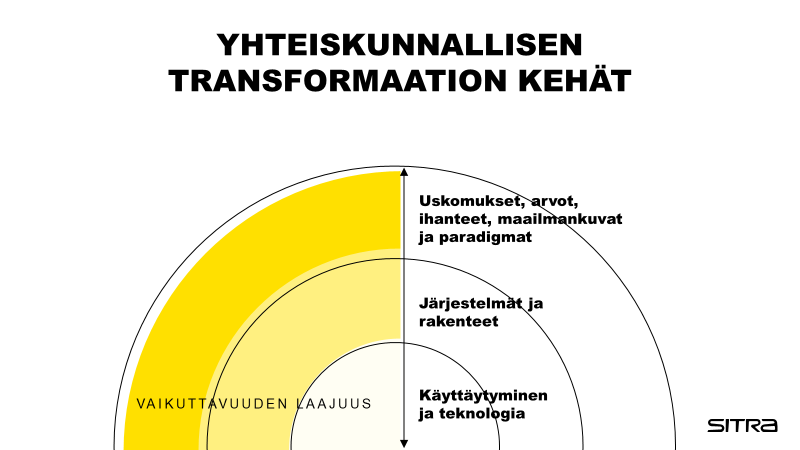 YHTEISKUNNALLISEN
TRANSFORMAATION KEHÄT
Uskomukset, arvot,
ihanteet, maailmankuvat
ja paradigmat
Järjestelmät ja
rakenteet
Käyttäytyminen
ja teknologia
VAIKUTTAVUUDEN LAAJUUS
SITRA